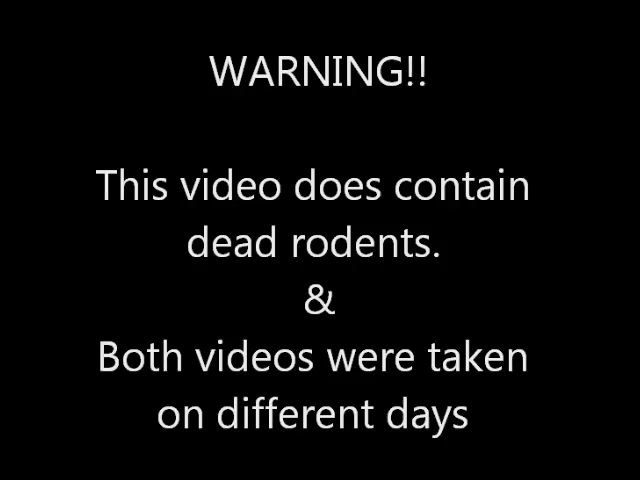 WARNING!!
This video does contain
dead rodents.
&
Both videos were taken
on different days